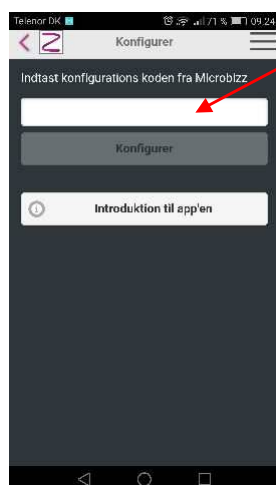 Telenor DK 71 % 09.24
Konfigurer
Indtast konfigurations koden fra Microbizz
Konfigurer
Introduktion til app'en